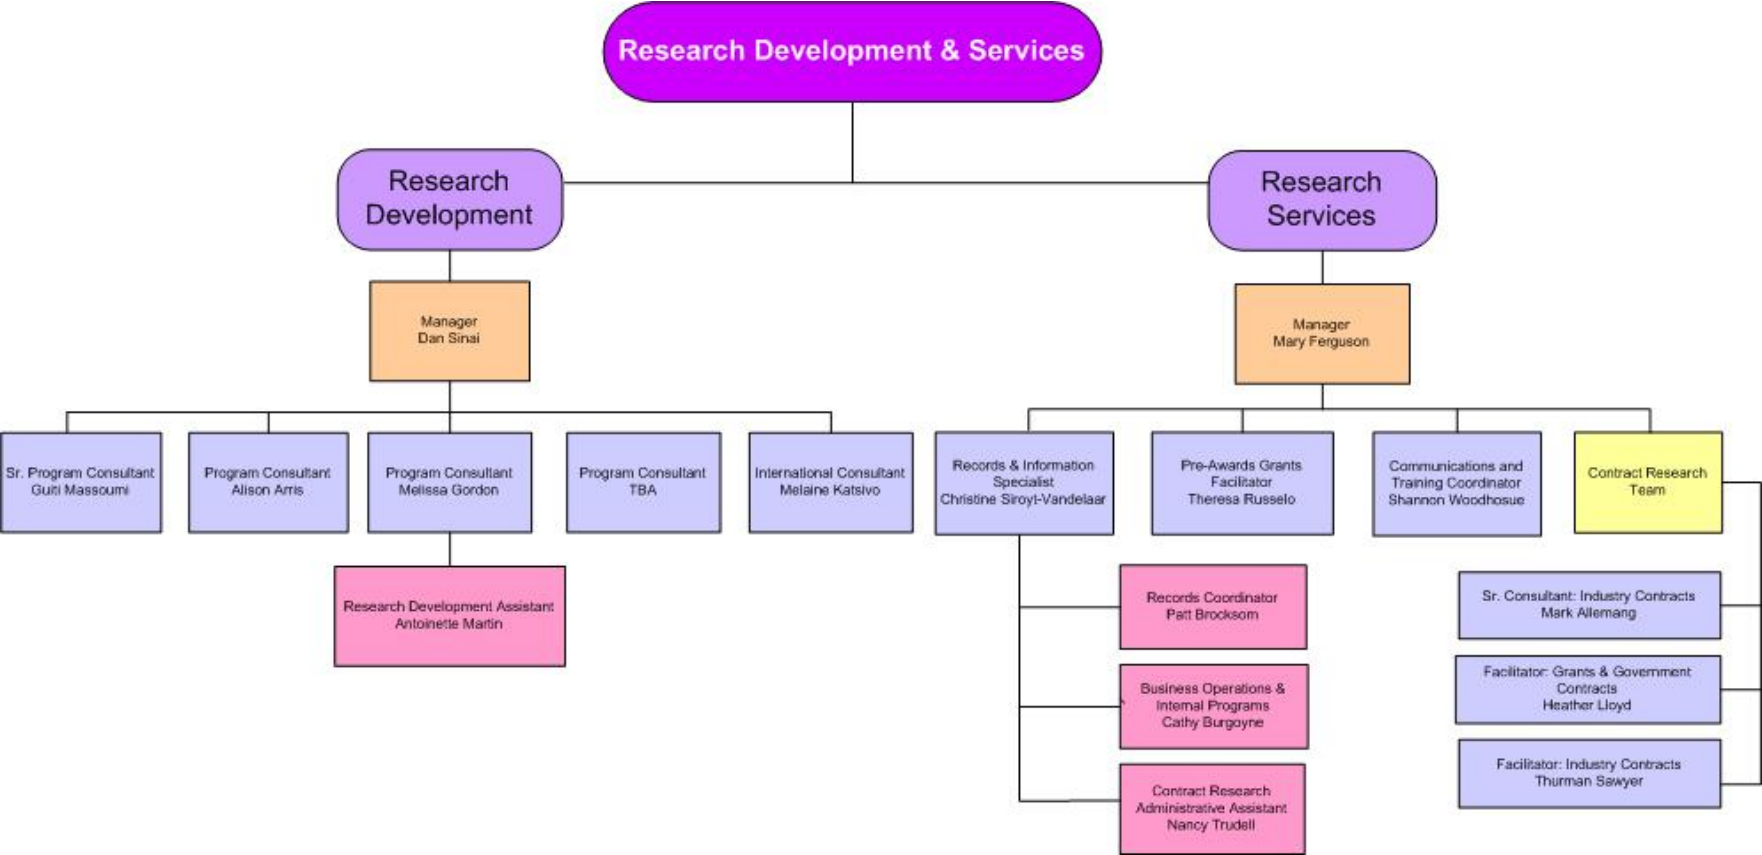 Research Development & Services
Research
Development
Research
Services
Manager
Dan Sinai
Manager
Mary Ferguson
Sr. Program Consultant
Guiti Massoumi
Program Consultant
Alison Arris
Program Consultant
Melissa Gordon
Program Consultant
TBA
International Consultant
Melaine Katsivo
Records & Information
Specialist
Christine Siroyt-Vandelaar
Pre-Awards Grants
Facilitator
Theresa Russelo
Communications and
Training Coordinator
Shannon Woodhosue
Contract Research
Team
Research Development Assistant
Antoinette Martin
Records Coordinator
Patt Brocksom
Business Operations &
Internal Programs
Cathy Burgoyne
Contract Research
Administrative Assistant
Nancy Trudell
Sr. Consultant: Industry Contracts
Mark Allemang
Facilitator: Grants & Government
Contracts
Heather Lloyd
Facilitator: Industry Contracts
Thurman Sawyer